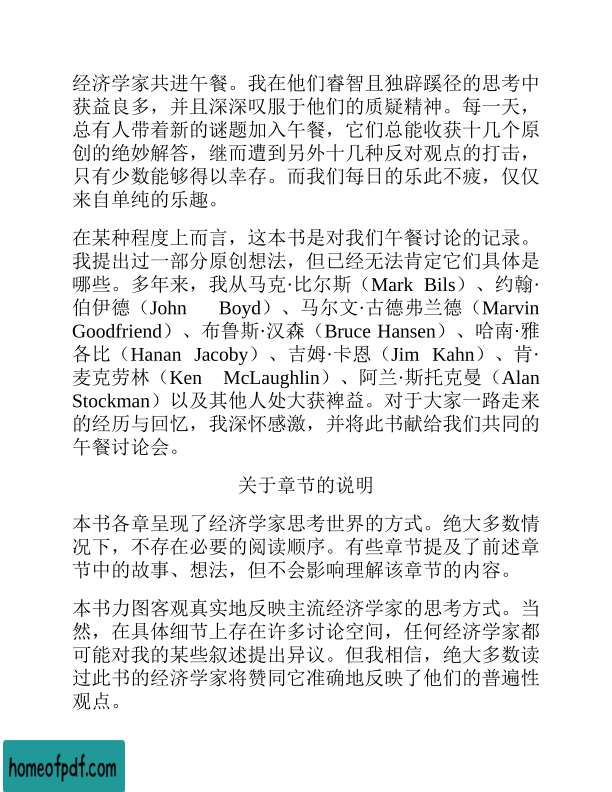 经济学家共进午餐。我在他们睿智且独辟蹊径的思考中
获益良多，并且深深叹服于他们的质疑精神。每一天，
总有人带着新的谜题加入午餐，它们总能收获十几个原
创的绝妙解答，继而遭到另外十几种反对观点的打击，
只有少数能够得以幸存。而我们每日的乐此不疲，仅仅
来自单纯的乐趣。
在某种程度上而言，这本书是对我们午餐讨论的记录。
我提出过一部分原创想法，但已经无法肯定它们具体是
哪些。多年来，我从马克·比尔斯（Mark Bils）、约翰·
伯伊德（John Boyd）、马尔文·古德弗兰德（Marvin
Goodfriend）、布鲁斯·汉森（Bruce Hansen）、哈南·雅
各比（Hanan Jacoby）、吉姆·卡恩（Jim Kahn）、肯·
麦克劳林（Ken McLaughlin）、阿兰·斯托克曼（Alan
Stockman）以及其他人处大获裨益。对于大家一路走来
的经历与回忆，我深怀感激，并将此书献给我们共同的
午餐讨论会。
关于章节的说明
本书各章呈现了经济学家思考世界的方式。绝大多数情
况下，不存在必要的阅读顺序。有些章节提及了前述章
节中的故事、想法，但不会影响理解该章节的内容。
本书力图客观真实地反映主流经济学家的思考方式。当
然，在具体细节上存在许多讨论空间，任何经济学家都
可能对我的某些叙述提出异议。但我相信，绝大多数读
过此书的经济学家将赞同它准确地反映了他们的普遍性
观点。
homeofpdf.com